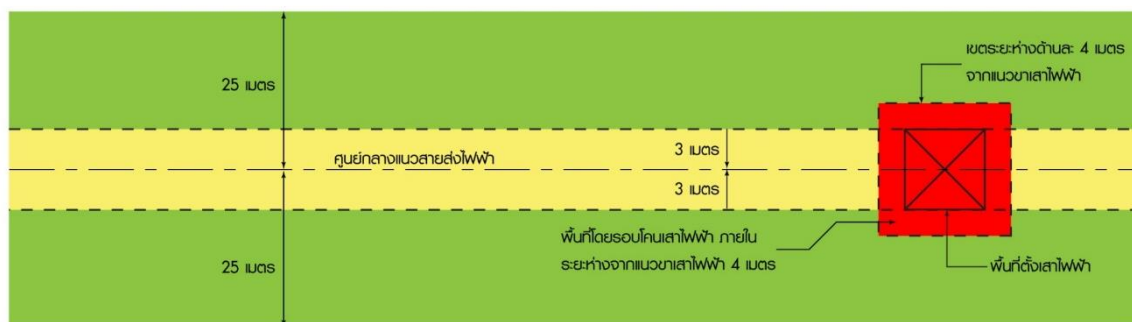 เขตระยะห่างด้านละ 4 เมตร
จากแนวขาเสาไฟฟ้า
25 เมตร
ศูนย์กลางแนวสายส่งไฟฟ้า
3 เมตร
3 เมตร
พื้นที่โดยรอบโคนเสาไฟฟ้า ภายใน
ระยะห่างจากแนวขาเสาไฟฟ้า 4 เมตร
25 เมตร
พื้นที่ตั้งเสาไฟฟ้า